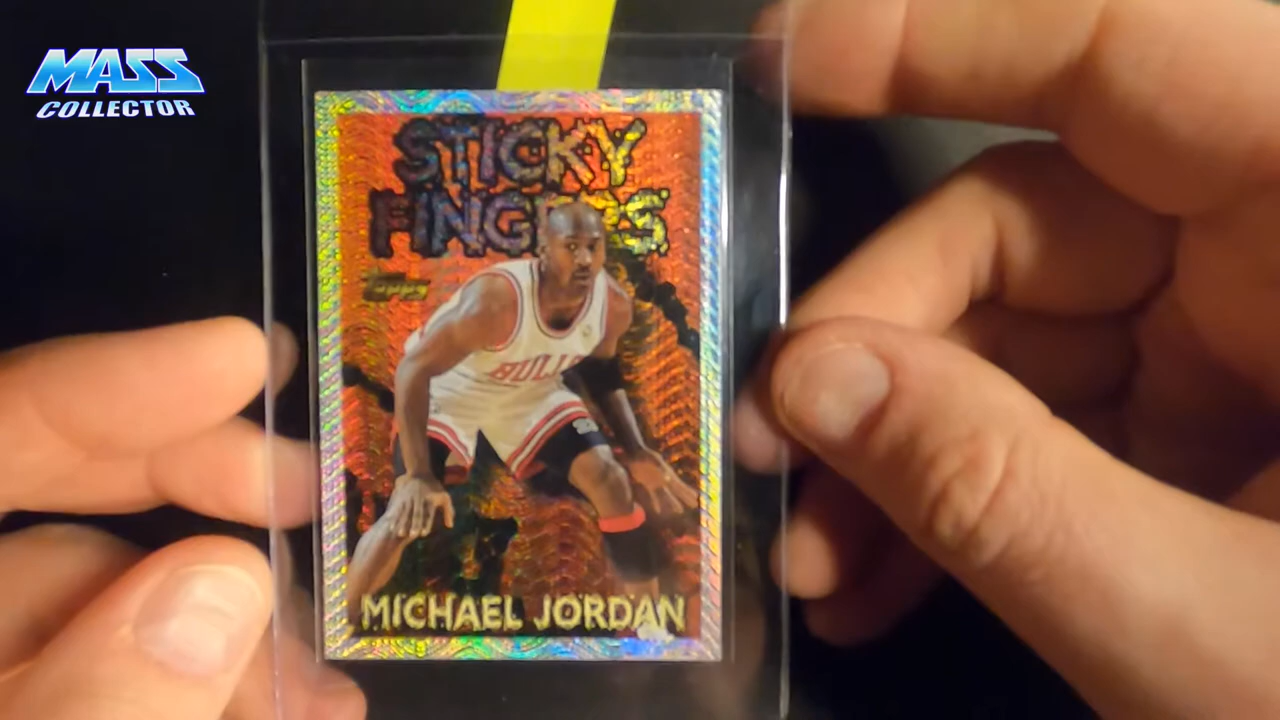 MASS
COLLECTOR
STICKY
FINGERS
Topps
BULLS
MICHAEL JORDAN